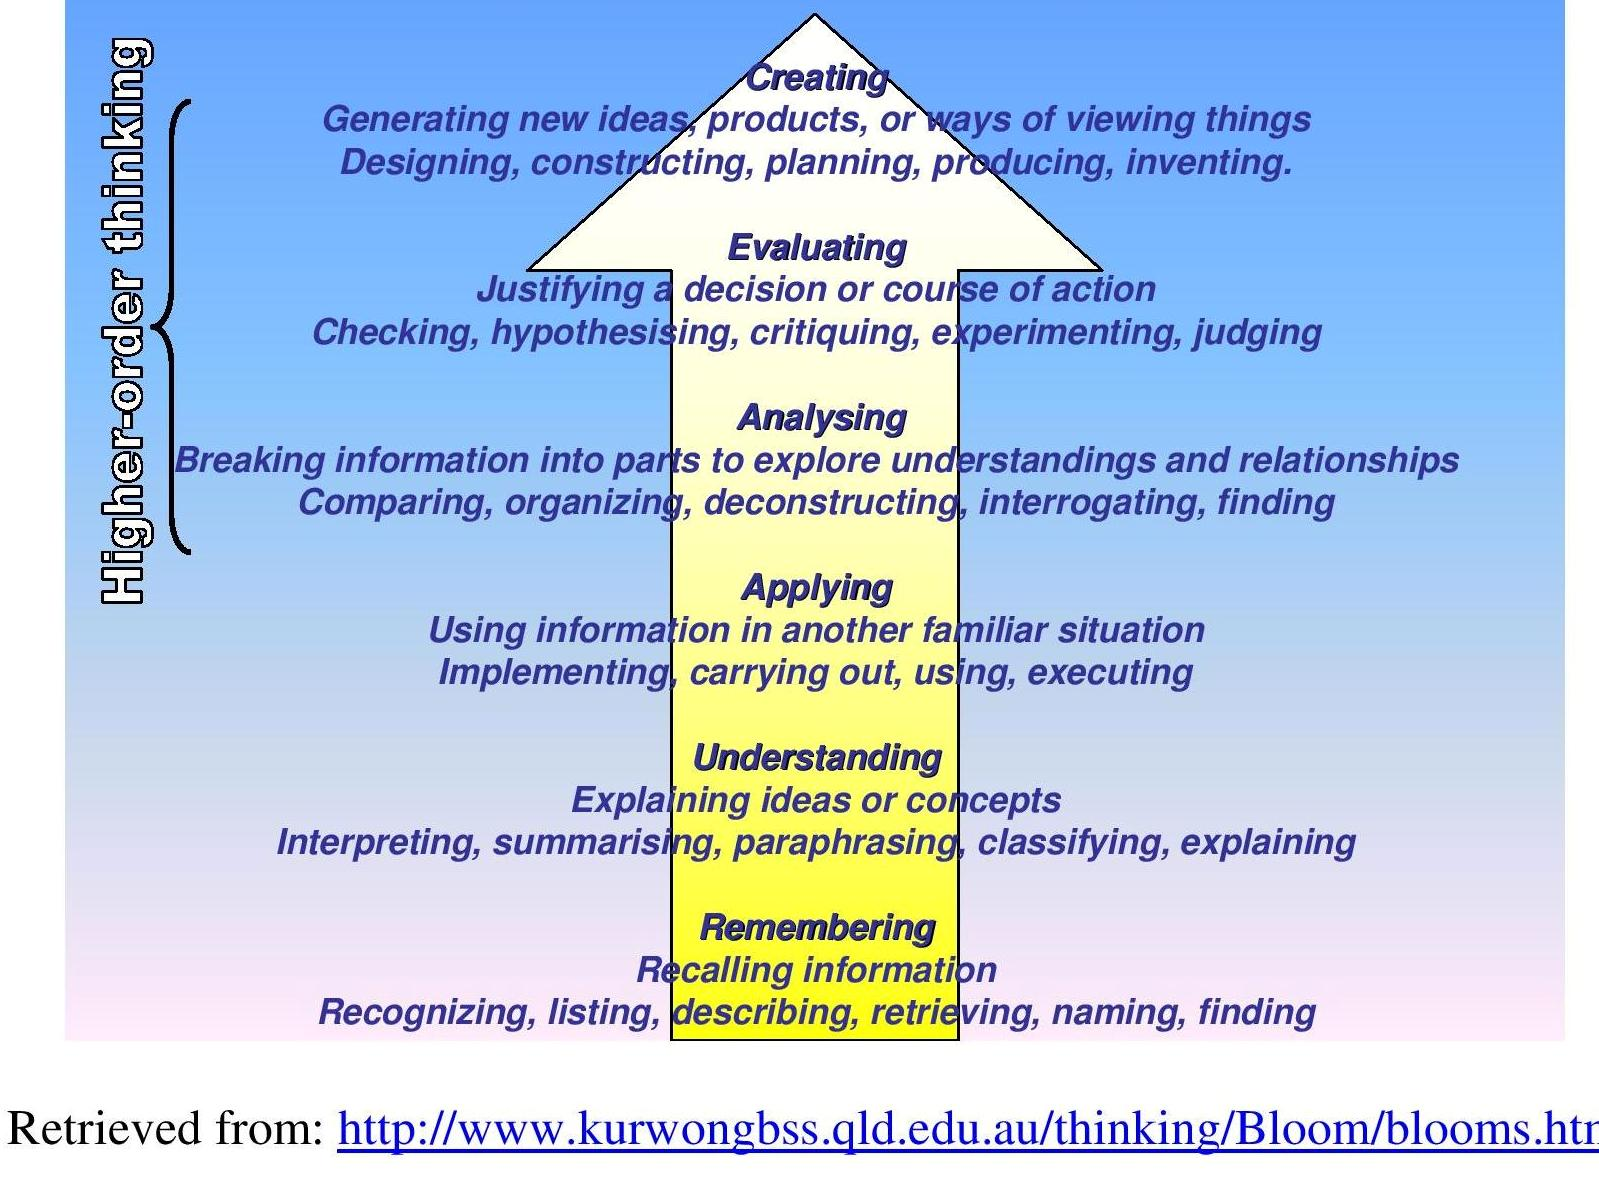 Higher-order thinking
Creating
Generating new ideas, products, or ways of viewing things
Designing, constructing, planning, producing, inventing.
Evaluating
Justifying a decision or course of action
Checking, hypothesising, critiquing, experimenting, judging
Analysing
Breaking information into parts to explore understandings and relationships
Comparing, organizing, deconstructing, interrogating, finding
Applying
Using information in another familiar situation
Implementing, carrying out, using, executing
Understanding
Explaining ideas or concepts
Interpreting, summarising, paraphrasing, classifying, explaining
Remembering
Recalling information
Recognizing, listing, describing, retrieving, naming, finding
Retrieved from: http://www.kurwongbss.qld.edu.au/thinking/Bloom/blooms.htn